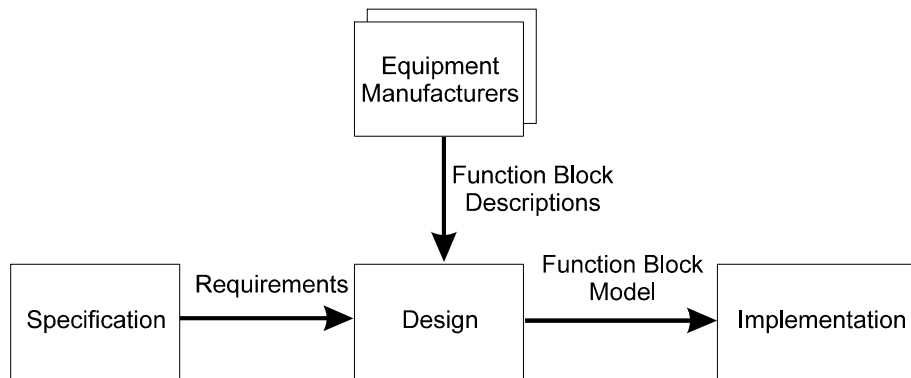 Equipment
Manufacturers
Function Block
Descriptions
Specification
Requirements
Design
Function Block
Model
Implementation